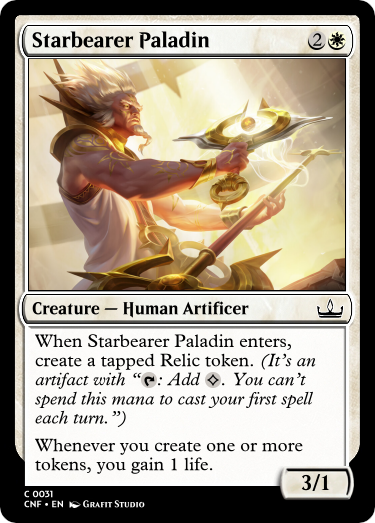 Starbearer Paladin 2
Creature — Human Artificer
When Starbearer Paladin enters,
create a tapped Relic token. (It's an
artifact with “: Add . You can't
spend this mana to cast your first spell
each turn.”)
Whenever you create one or more
tokens, you gain 1 life.
3/1
C 0031
CNF • EN Grafit Studio